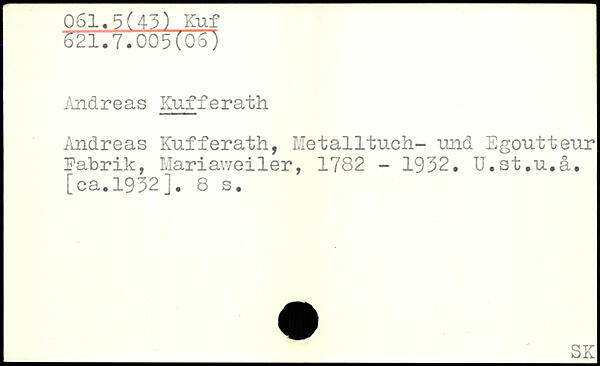 061.5(43) Kuf
621.7.005(06)
Andreas Kufferath
Andreas Kufferath, Metalltuch- und Egoutteur
Fabrik, Mariaweiler, 1782 - 1932. U.st.u.å.
[ca.1932]. 8 s.
SK